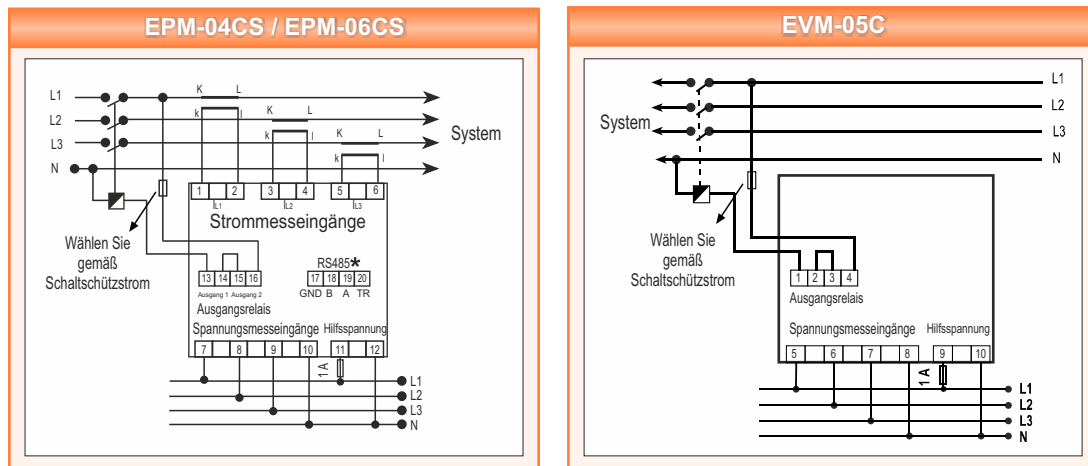 EPM-04CS / EPM-06CS
K L
L1
k l
K L
L2
k l
K L
L3
k l
System
N
1 2 3 4 5 6
IL1 IL2 IL3
Strommesseingänge
Wählen Sie
gemäß
Schaltschützstrom
RS485*
13 14 15 16
17 18 19 20
Ausgang 1 Ausgang 2
GND B A TR
Ausgangsrelais
Spannungsmesseingänge Hilfsspannung
7 8 9 10 11 12
1 A
L1
L2
L3
N
EVM-05C
L1
L2
System
L3
N
Wählen Sie
gemäß
Schaltschützstrom
1 2 3 4
Ausgangsrelais
Spannungsmesseingänge Hilfsspannung
5 6 7 8 9 10
1 A
L1
L2
L3
N